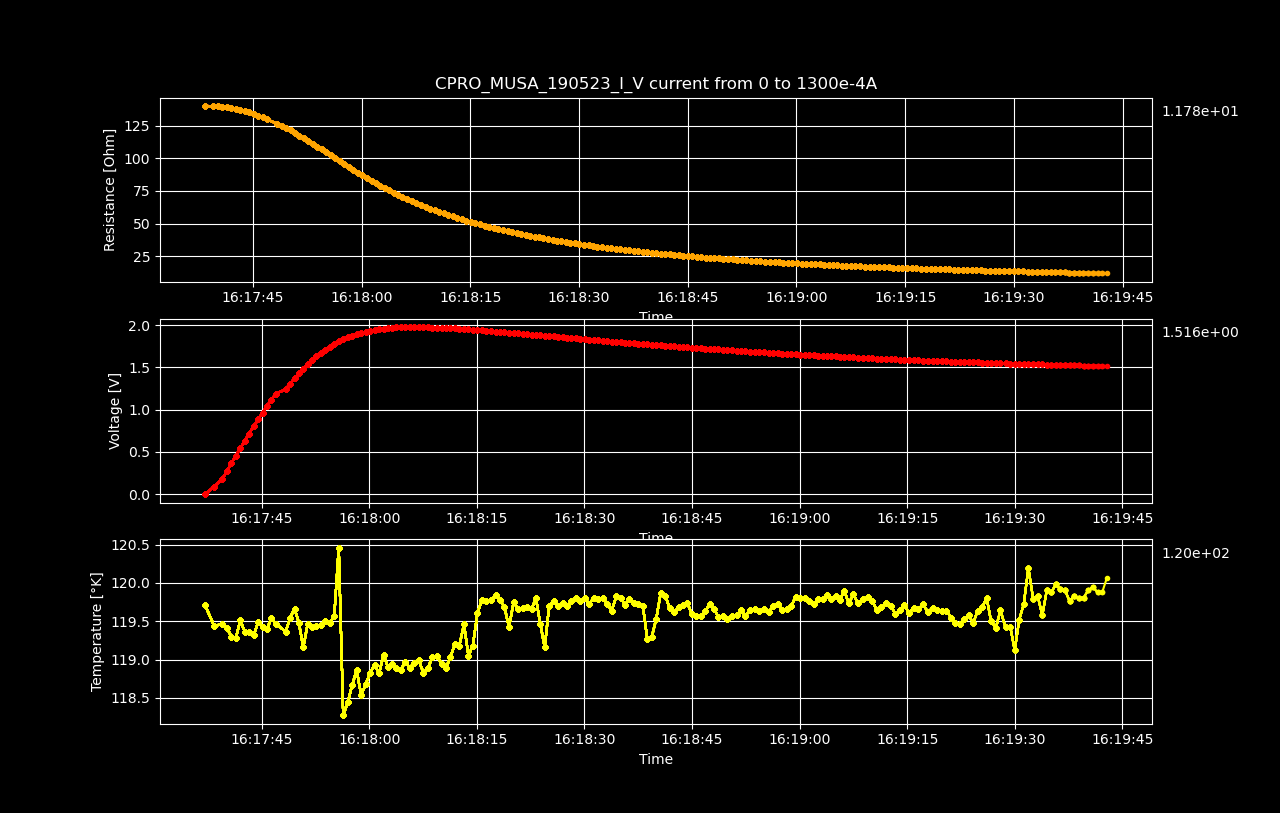 CPRO_MUSA_190523_I_V current from 0 to 1300e-4A
1.178e+01
Resistance [Ohm]
125
100
75
50
25
16:17:45 16:18:00 16:18:15 16:18:30 16:18:45 16:19:00 16:19:15 16:19:30 16:19:45
Time
1.516e+00
Voltage [V]
2.0
1.5
1.0
0.5
0.0
16:17:45 16:18:00 16:18:15 16:18:30 16:18:45 16:19:00 16:19:15 16:19:30 16:19:45
Time
1.20e+02
Temperature [°K]
120.5
120.0
119.5
119.0
118.5
16:17:45 16:18:00 16:18:15 16:18:30 16:18:45 16:19:00 16:19:15 16:19:30 16:19:45
Time